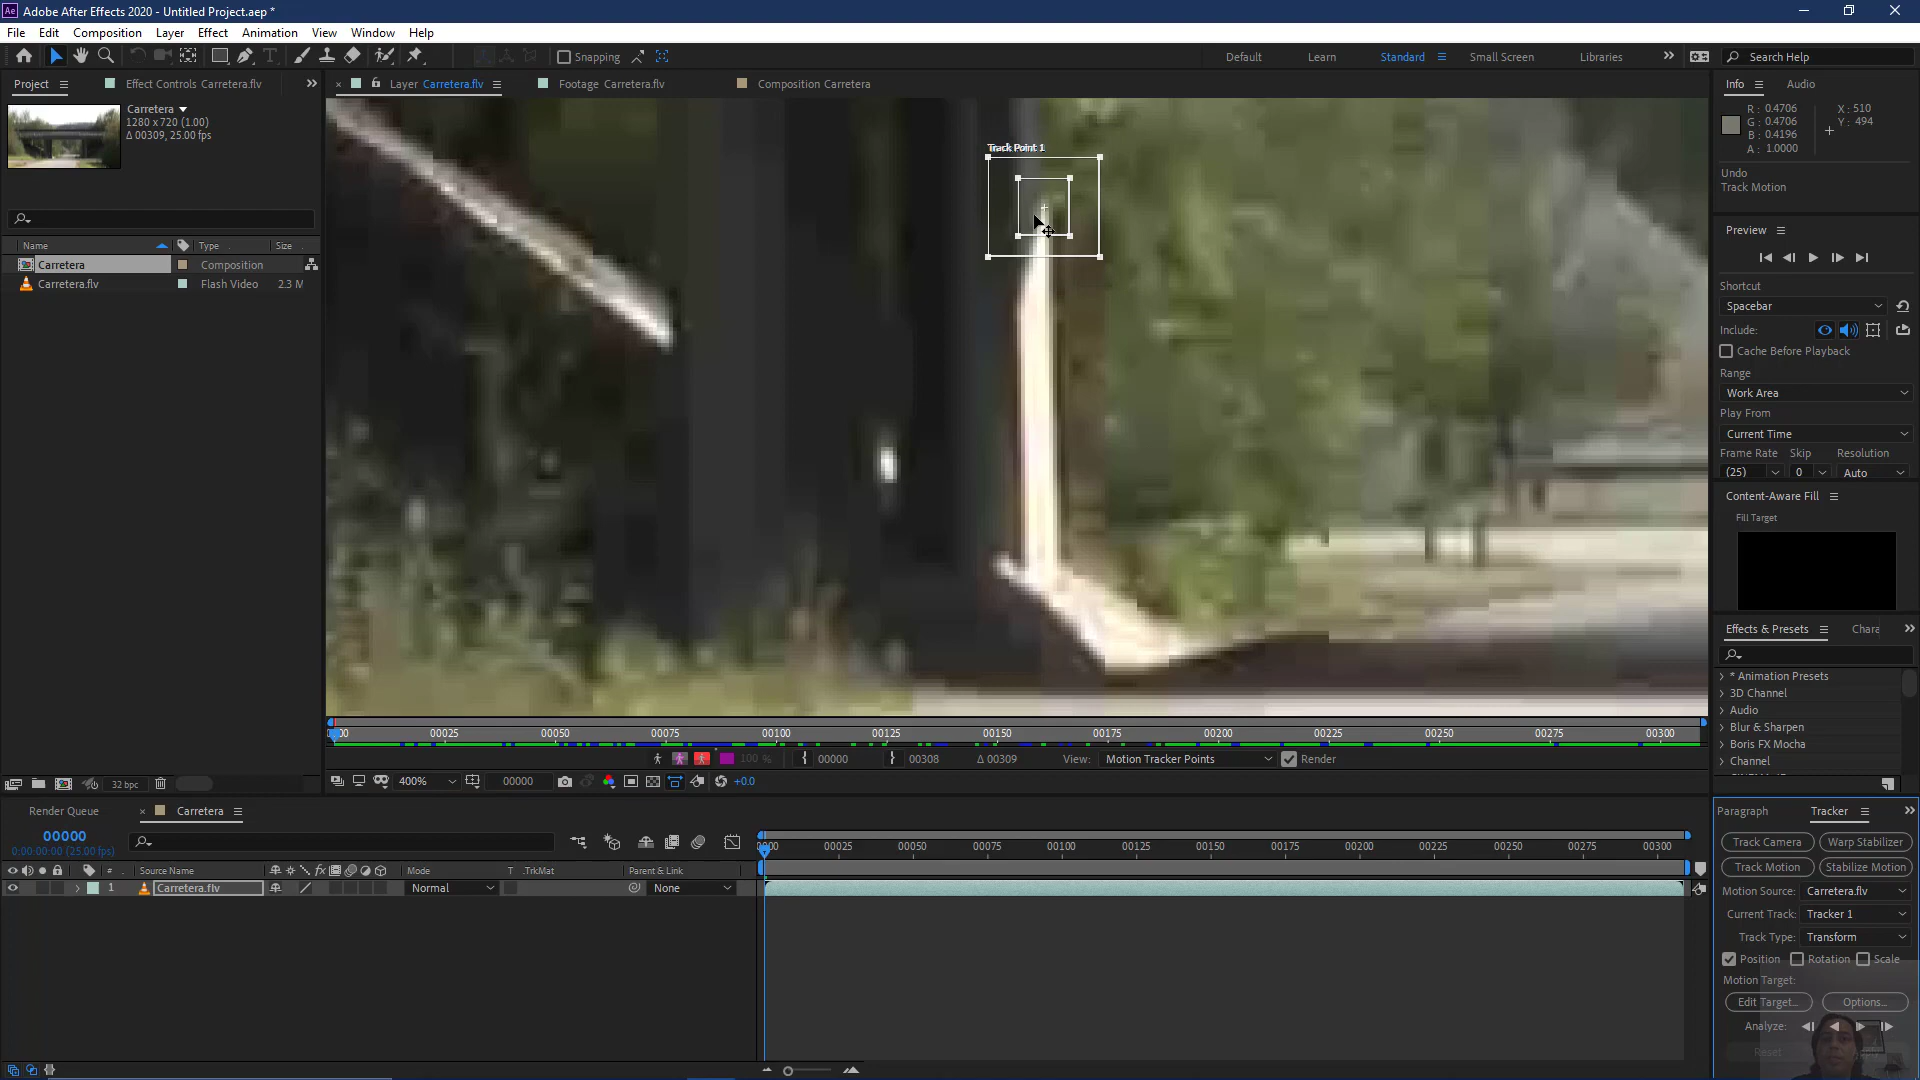 Adobe After Effects 2020 - Untitled Project.aep *
File Edit Composition Layer Effect Animation View Window Help
Snapping Default Learn Standard Small Screen Libraries Search Help
Project Effect Controls Carretera.flv Layer Carretera.flv Footage Carretera.flv Composition Carretera Info Audio
Carretera
1280 x 720 (1.00)
Δ 00309, 25.00 fps
R: 0.4706 X: 510
G: 0.4706 Y: 494
B: 0.4196
A: 1.0000
Undo
Track Motion
Track Point 1
Name Type Size
Carretera Composition
Carretera.flv Flash Video 2.3 M
Preview
Shortcut
Spacebar
Include:
Cache Before Playback
Range
Work Area
Play From
Current Time
Frame Rate Skip Resolution
(25) 0 Auto
Content-Aware Fill
Fill Target
Effects & Presets Chara
* Animation Presets
3D Channel
Audio
Blur & Sharpen
Boris FX Mocha
Channel
00025 00050 00075 00100 00125 00150 00175 00200 00225 00250 00275 00300
100 % 00000 00308 Δ 00309 View: Motion Tracker Points Render
32 bpc 400% 00000 +0.0
Render Queue Carretera
Paragraph Tracker
00000
0:00:00:00 (25.00 fps)
00025 00050 00075 00100 00125 00150 00175 00200 00225 00250 00275 00300
# Source Name Mode T .TrkMat Parent & Link
1 Carretera.flv Normal None
Track Camera Warp Stabilizer
Track Motion Stabilize Motion
Motion Source: Carretera.flv
Current Track: Tracker 1
Track Type: Transform
Position Rotation Scale
Motion Target:
Edit Target... Options...
Analyze:
Reset